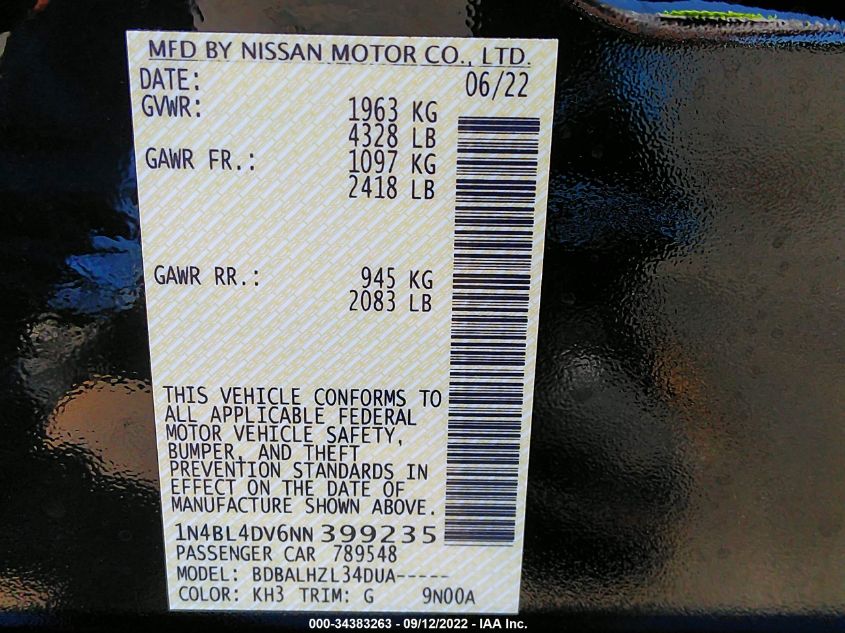 MFD BY NISSAN MOTOR CO., LTD.
DATE: 06/22
GVWR: 1963 KG
4328 LB
GAWR FR.: 1097 KG
2418 LB
GAWR RR.: 945 KG
2083 LB
THIS VEHICLE CONFORMS TO
ALL APPLICABLE FEDERAL
MOTOR VEHICLE SAFETY,
BUMPER, AND THEFT
PREVENTION STANDARDS IN
EFFECT ON THE DATE OF
MANUFACTURE SHOWN ABOVE.
1N4BL4DV6NN 399235
PASSENGER CAR 789548
MODEL: BDBALHZL34DUA-----
COLOR: KH3 TRIM: G 9N00A
000-34383263 - 09/12/2022 - IAA Inc.